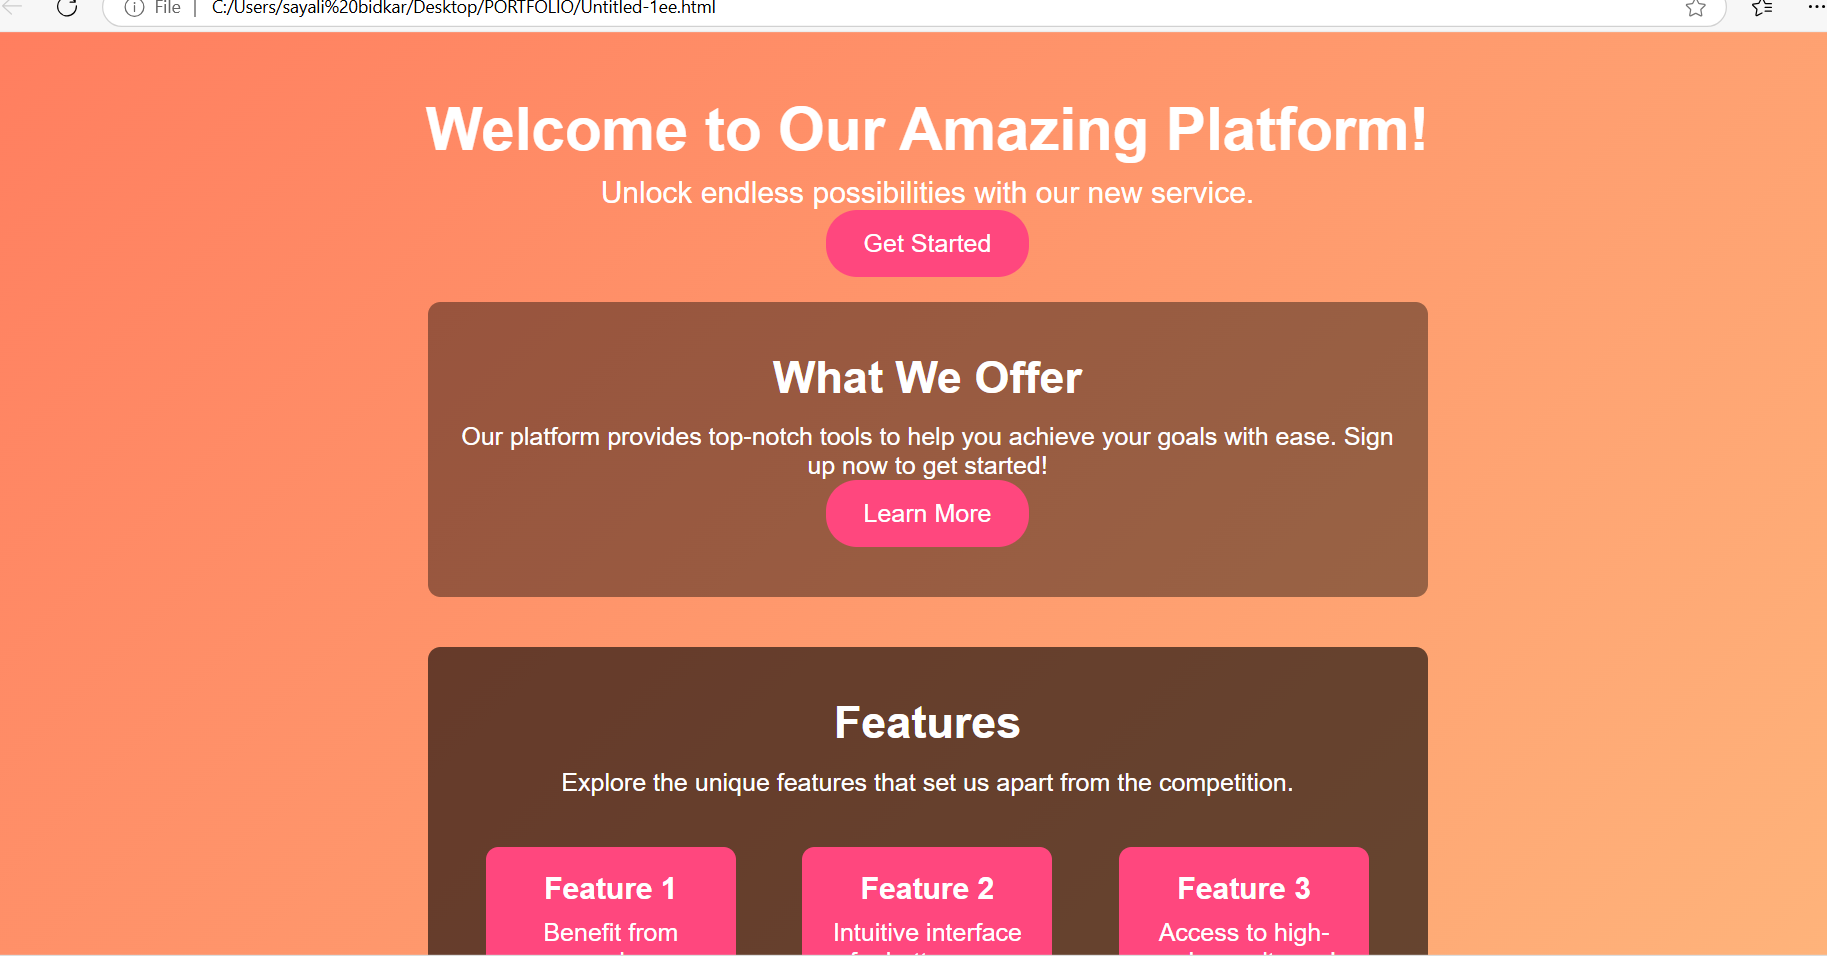 File
C:/Users/sayali%20bidkar/Desktop/PORTFOLIO/Untitled-1ee.html
Welcome to Our Amazing Platform!
Unlock endless possibilities with our new service.
Get Started
What We Offer
Our platform provides top-notch tools to help you achieve your goals with ease. Sign
up now to get started!
Learn More
Features
Explore the unique features that set us apart from the competition.
Feature 1
Benefit from
Feature 2
Intuitive interface
Feature 3
Access to high-